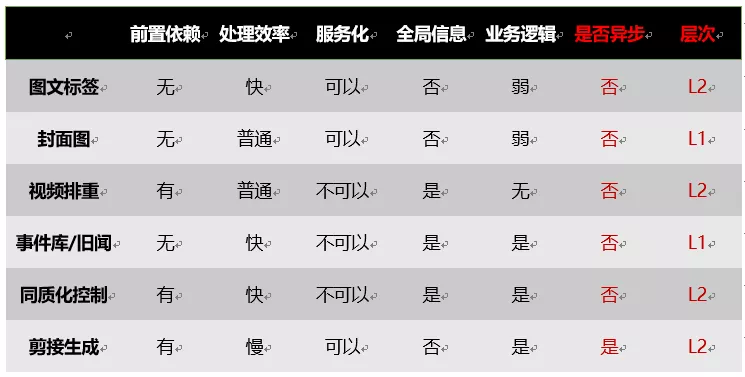 前置依赖 处理效率 服务化 全局信息 业务逻辑 是否异步 层次
图文标签 无 快 可以 否 弱 否 L2
封面图 无 普通 可以 否 弱 否 L1
视频排重 有 普通 不可以 是 无 否 L2
事件库/旧闻 无 快 不可以 是 是 否 L1
同质化控制 有 快 不可以 是 是 否 L2
剪接生成 有 慢 可以 否 是 是 L2